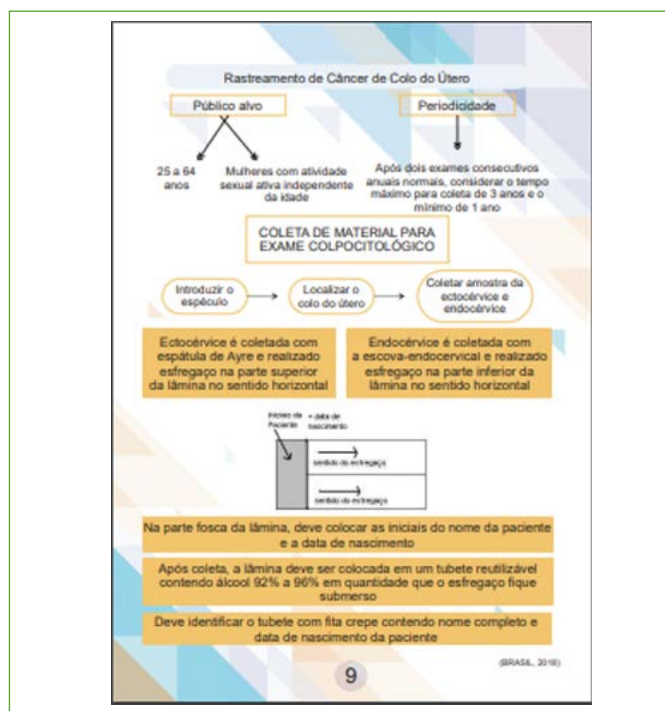 Rastreamento de Câncer de Colo do Útero
Público alvo
Periodicidade
25 a 64
anos
Mulheres com atividade
sexual ativa independente
da idade
Após dois exames consecutivos
anuais normais, considerar o tempo
máximo para coleta de 3 anos e o
mínimo de 1 ano
COLETA DE MATERIAL PARA
EXAME COLPOCITOLÓGICO
Introduzir o
espéculo
Localizar o
colo do útero
Coletar amostra da
ectocérvice e
endocérvice
Ectocérvice é coletada com
espátula de Ayre e realizado
esfregaço na parte superior
da lâmina no sentido horizontal
Endocérvice é coletada com
a escova-endocervical e realizado
esfregaço na parte inferior da
lâmina no sentido horizontal
Iniciais da
Paciente
+ data de
nascimento
sentido do esfregaço
sentido do esfregaço
Na parte fosca da lâmina, deve colocar as iniciais do nome da paciente
e a data de nascimento
Após coleta, a lâmina deve ser colocada em um tubete reutilizável
contendo álcool 92% a 96% em quantidade que o esfregaço fique
submerso
Deve identificar o tubete com fita crepe contendo nome completo e
data de nascimento da paciente
(BRASIL, 2016)
9